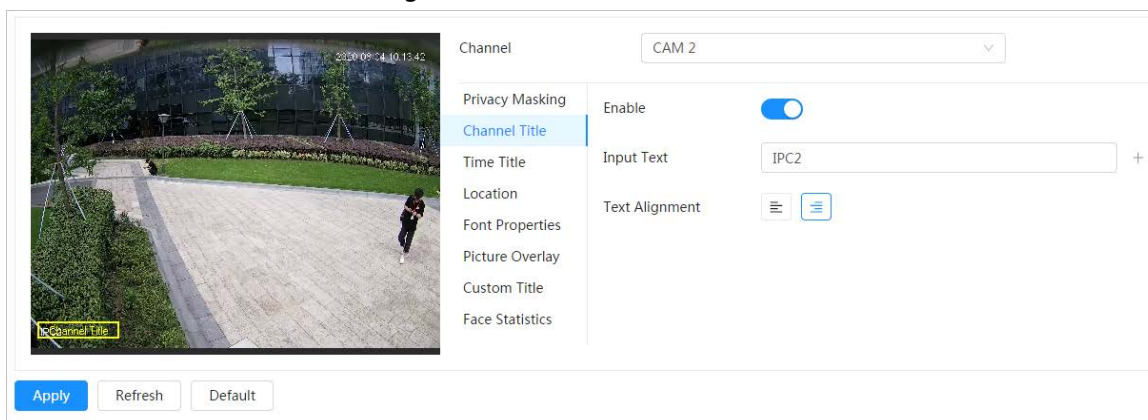 2020-09-04 10:13:42
Channel
CAM 2
Privacy Masking
Enable
Channel Title
Input Text
IPC2
+
Time Title
Location
Text Alignment
Font Properties
Picture Overlay
Custom Title
Face Statistics
Channel Title
Apply
Refresh
Default